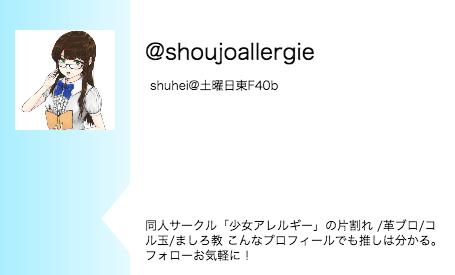 @shoujoallergie
shuhei@土曜日東F40b
同人サークル「少女アレルギー」の片割れ /革ブロ/コ
ル玉/ましろ教 こんなプロフィールでも推しは分かる。
フォローお気軽に！